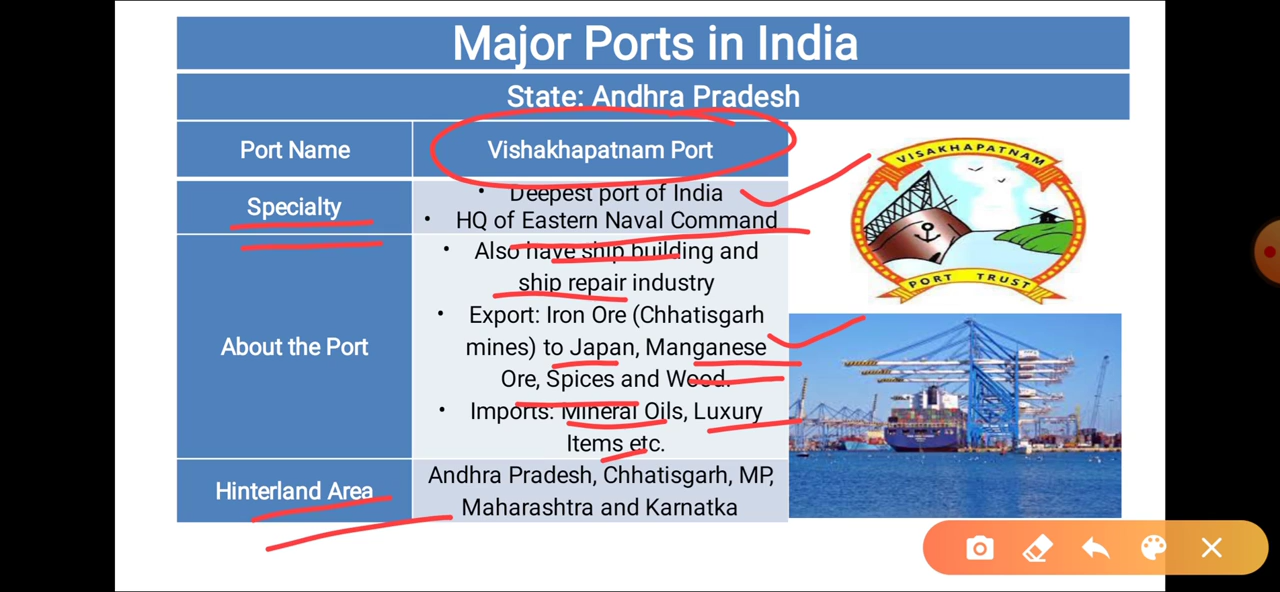 Major Ports in India
State: Andhra Pradesh
Port Name
Vishakhapatnam Port
VISAKHAPATNAM
PORT TRUST
Specialty
• Deepest port of India
• HQ of Eastern Naval Command
About the Port
• Also have ship building and
ship repair industry
• Export: Iron Ore (Chhatisgarh
mines) to Japan, Manganese
Ore, Spices and Wood.
• Imports: Mineral Oils, Luxury
Items etc.
Hinterland Area
Andhra Pradesh, Chhatisgarh, MP,
Maharashtra and Karnatka